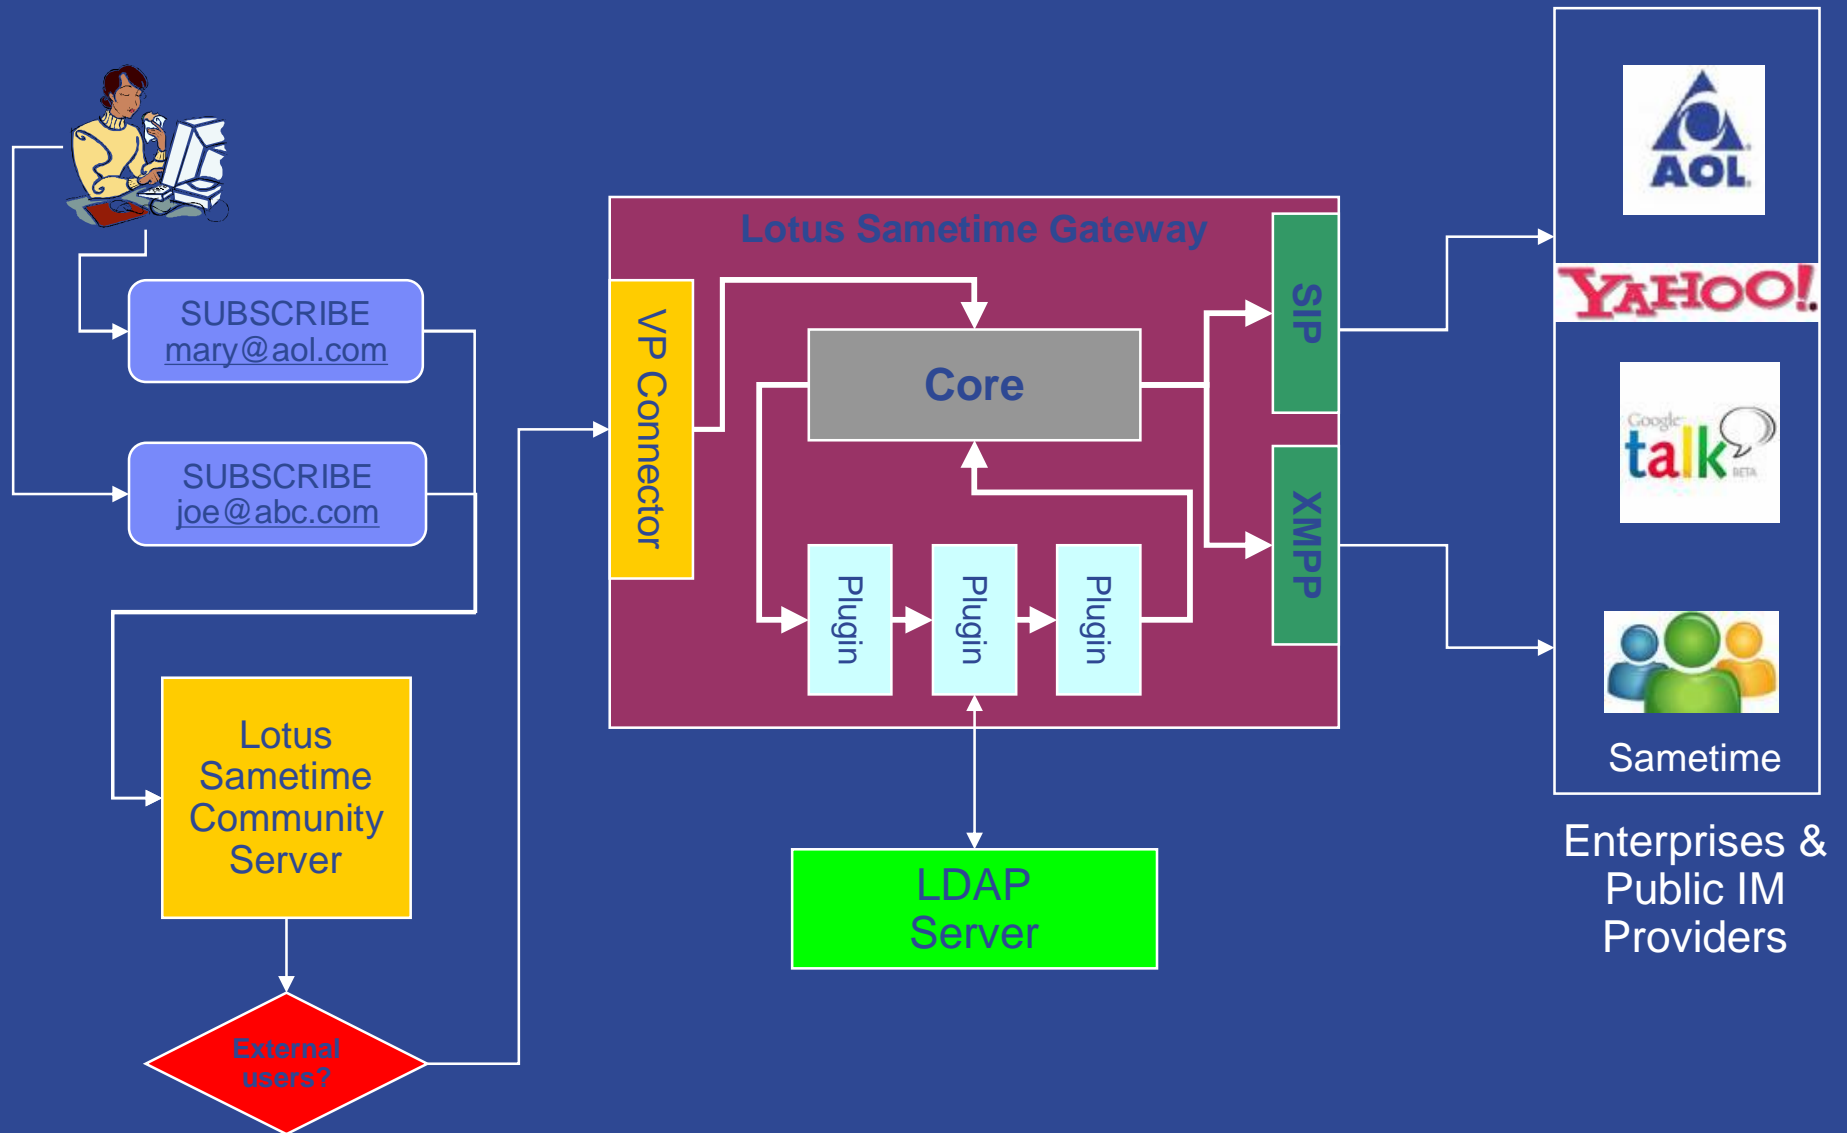 SUBSCRIBE
mary@aol.com
SUBSCRIBE
joe@abc.com
Lotus
Sametime
Community
Server
External
users?
Lotus Sametime Gateway
VP Connector
Core
Plugin
Plugin
Plugin
SIP
XMPP
LDAP
Server
AOL
YAHOO!
Google
talk
BETA
Sametime
Enterprises &
Public IM
Providers